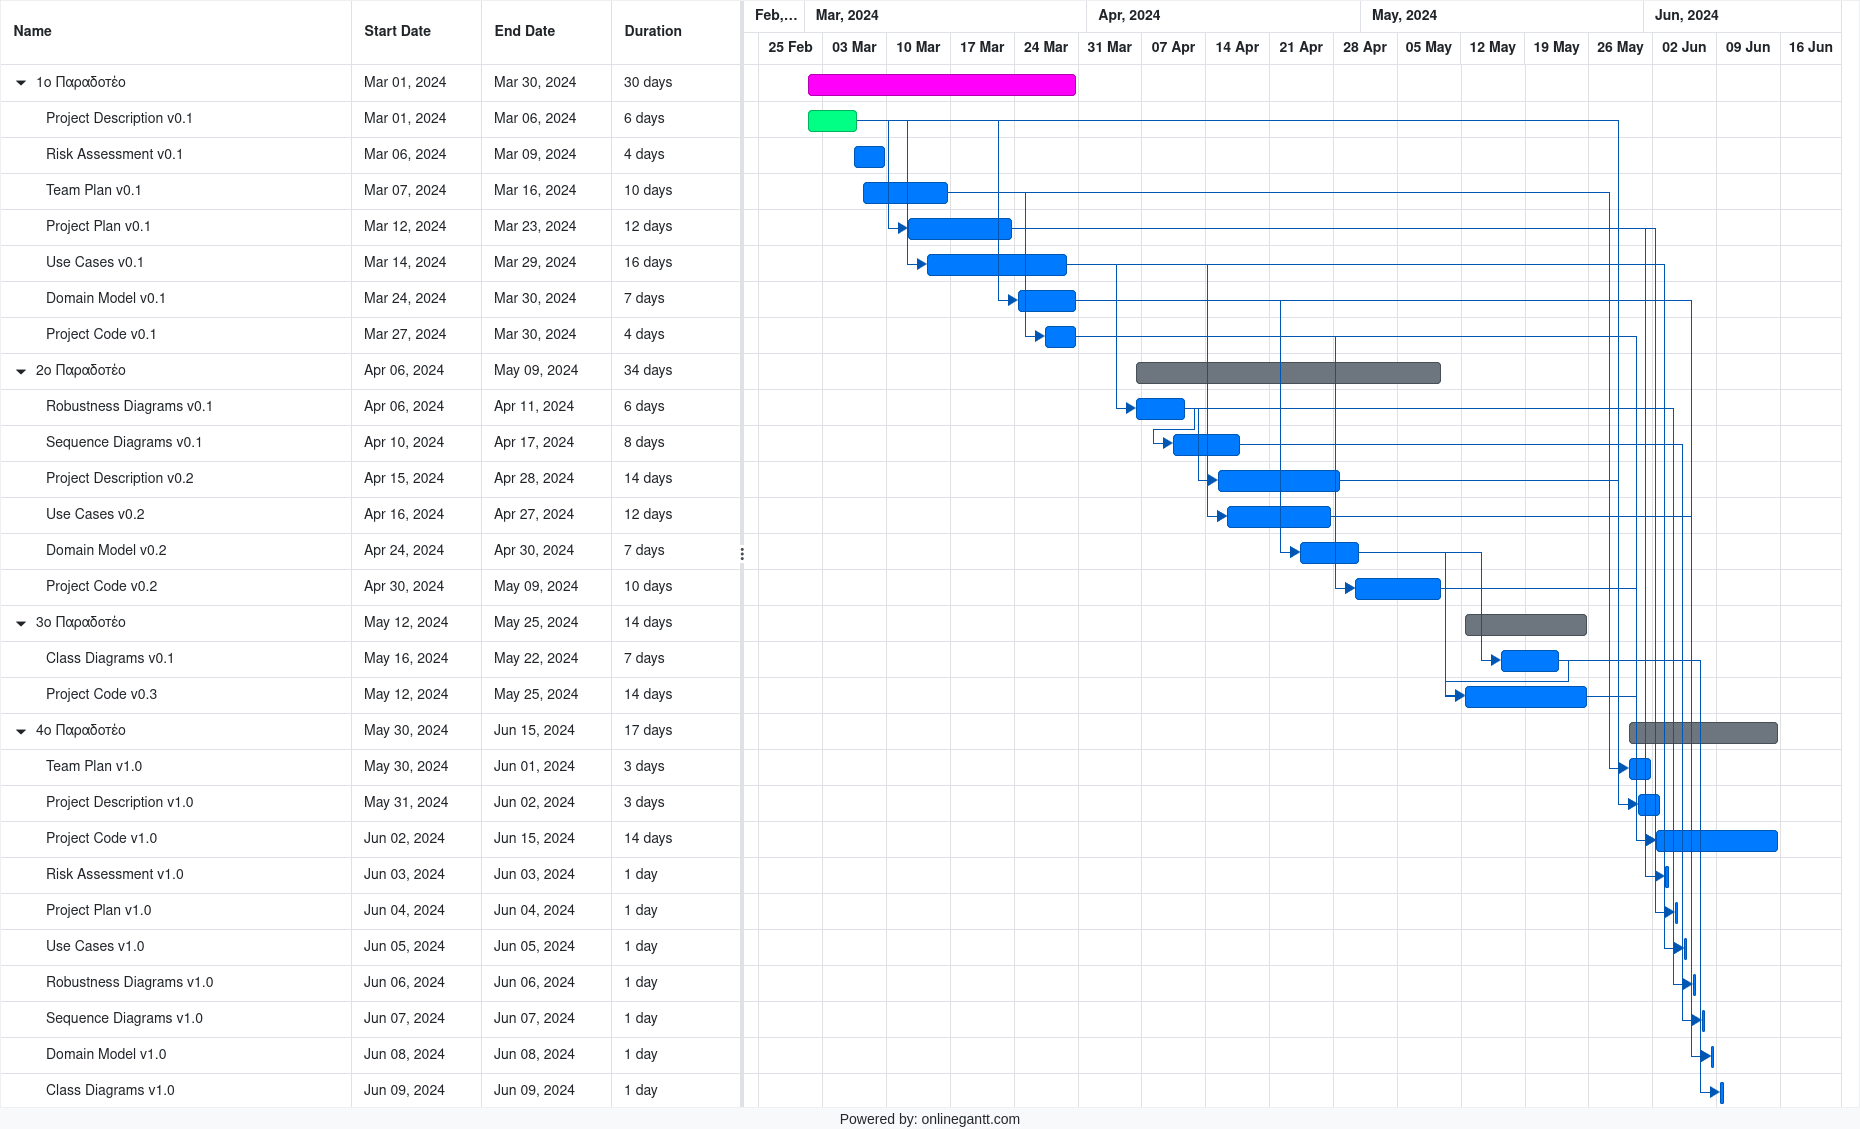 Name Start Date End Date Duration Feb,... Mar, 2024 Apr, 2024 May, 2024 Jun, 2024
25 Feb 03 Mar 10 Mar 17 Mar 24 Mar 31 Mar 07 Apr 14 Apr 21 Apr 28 Apr 05 May 12 May 19 May 26 May 02 Jun 09 Jun 16 Jun
1ο Παραδοτέο Mar 01, 2024 Mar 30, 2024 30 days
Project Description v0.1 Mar 01, 2024 Mar 06, 2024 6 days
Risk Assessment v0.1 Mar 06, 2024 Mar 09, 2024 4 days
Team Plan v0.1 Mar 07, 2024 Mar 16, 2024 10 days
Project Plan v0.1 Mar 12, 2024 Mar 23, 2024 12 days
Use Cases v0.1 Mar 14, 2024 Mar 29, 2024 16 days
Domain Model v0.1 Mar 24, 2024 Mar 30, 2024 7 days
Project Code v0.1 Mar 27, 2024 Mar 30, 2024 4 days
2ο Παραδοτέο Apr 06, 2024 May 09, 2024 34 days
Robustness Diagrams v0.1 Apr 06, 2024 Apr 11, 2024 6 days
Sequence Diagrams v0.1 Apr 10, 2024 Apr 17, 2024 8 days
Project Description v0.2 Apr 15, 2024 Apr 28, 2024 14 days
Use Cases v0.2 Apr 16, 2024 Apr 27, 2024 12 days
Domain Model v0.2 Apr 24, 2024 Apr 30, 2024 7 days
Project Code v0.2 Apr 30, 2024 May 09, 2024 10 days
3ο Παραδοτέο May 12, 2024 May 25, 2024 14 days
Class Diagrams v0.1 May 16, 2024 May 22, 2024 7 days
Project Code v0.3 May 12, 2024 May 25, 2024 14 days
4ο Παραδοτέο May 30, 2024 Jun 15, 2024 17 days
Team Plan v1.0 May 30, 2024 Jun 01, 2024 3 days
Project Description v1.0 May 31, 2024 Jun 02, 2024 3 days
Project Code v1.0 Jun 02, 2024 Jun 15, 2024 14 days
Risk Assessment v1.0 Jun 03, 2024 Jun 03, 2024 1 day
Project Plan v1.0 Jun 04, 2024 Jun 04, 2024 1 day
Use Cases v1.0 Jun 05, 2024 Jun 05, 2024 1 day
Robustness Diagrams v1.0 Jun 06, 2024 Jun 06, 2024 1 day
Sequence Diagrams v1.0 Jun 07, 2024 Jun 07, 2024 1 day
Domain Model v1.0 Jun 08, 2024 Jun 08, 2024 1 day
Class Diagrams v1.0 Jun 09, 2024 Jun 09, 2024 1 day
Powered by: onlinegantt.com